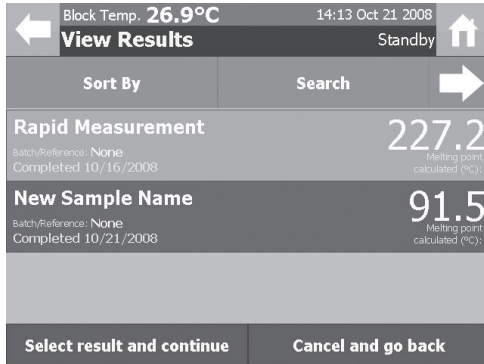 Block Temp. 26.9°C 14:13 Oct 21 2008
View Results Standby
Sort By Search
Rapid Measurement 227.2
Batch/Reference: None Melting point
Completed 10/16/2008 calculated (°C):
New Sample Name 91.5
Batch/Reference: None Melting point
Completed 10/21/2008 calculated (°C):
Select result and continue Cancel and go back